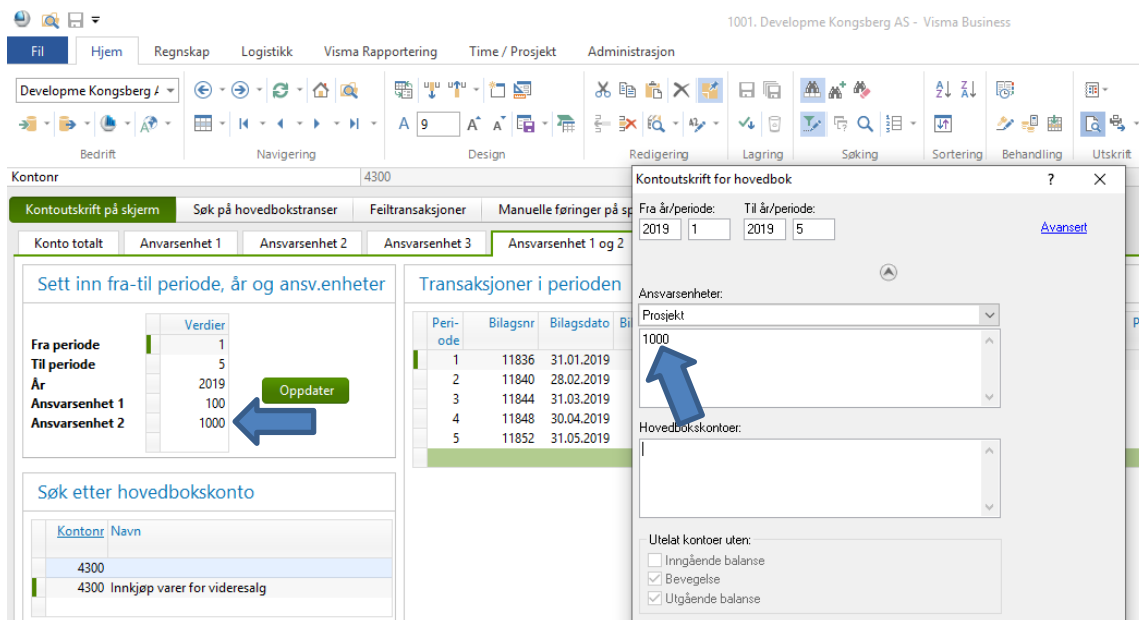 1001. Developme Kongsberg AS - Visma Business
Fil Hjem Regnskap Logistikk Visma Rapportering Time / Prosjekt Administrasjon
Developme Kongsberg A
A 9 A A
Bedrift Navigering Design Redigering Lagring Søking Sortering Behandling Utskrift
Kontonr 4300
Kontoutskrift på skjerm Søk på hovedbokstranser Feiltransaksjoner Manuelle føringer på sp
Konto totalt Anvarsenhet 1 Ansvarsenhet 2 Ansvarsenhet 3 Ansvarsenhet 1 og 2
Sett inn fra-til periode, år og ansv.enheter
Verdier
Fra periode 1
Til periode 5
År 2019
Ansvarsenhet 1 100
Ansvarsenhet 2 1000
Oppdater
Søk etter hovedbokskonto
Kontonr Navn
4300
4300 Innkjøp varer for videresalg
Transaksjoner i perioden
Peri-
ode Bilagsnr Bilagsdato
1 11836 31.01.2019
2 11840 28.02.2019
3 11844 31.03.2019
4 11848 30.04.2019
5 11852 31.05.2019
Kontoutskrift for hovedbok ?
Fra år/periode: Til år/periode:
2019 1 2019 5
Avansert
Ansvarsenheter:
Prosjekt
1000
Hovedbokskontoer:
Utelat kontoer uten:
Inngående balanse
Bevegelse
Utgående balanse